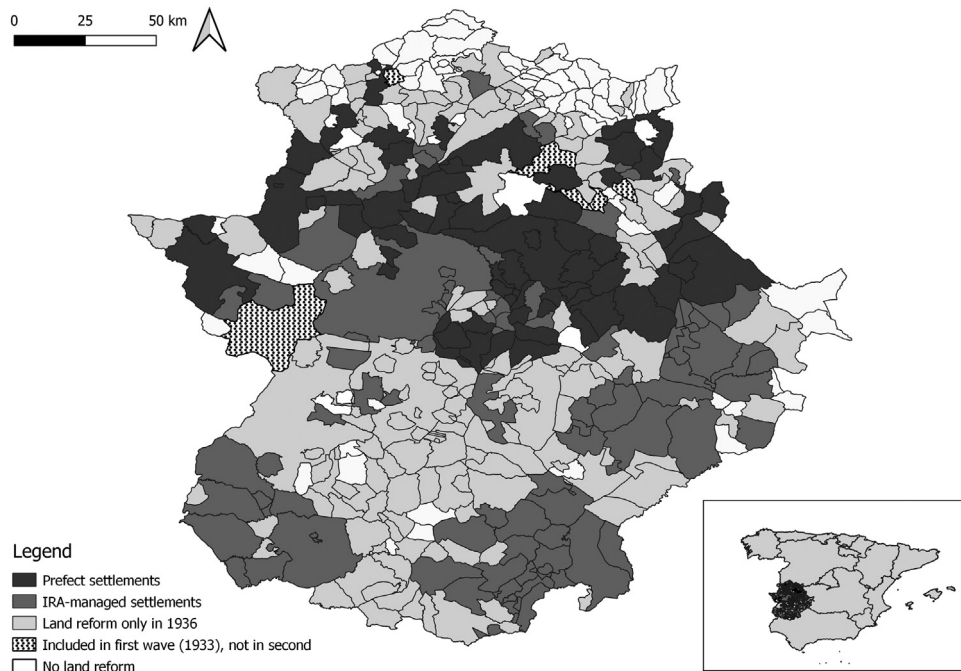 0 25 50 km
Legend
Prefect settlements
IRA-managed settlements
Land reform only in 1936
Included in first wave (1933), not in second
No land reform